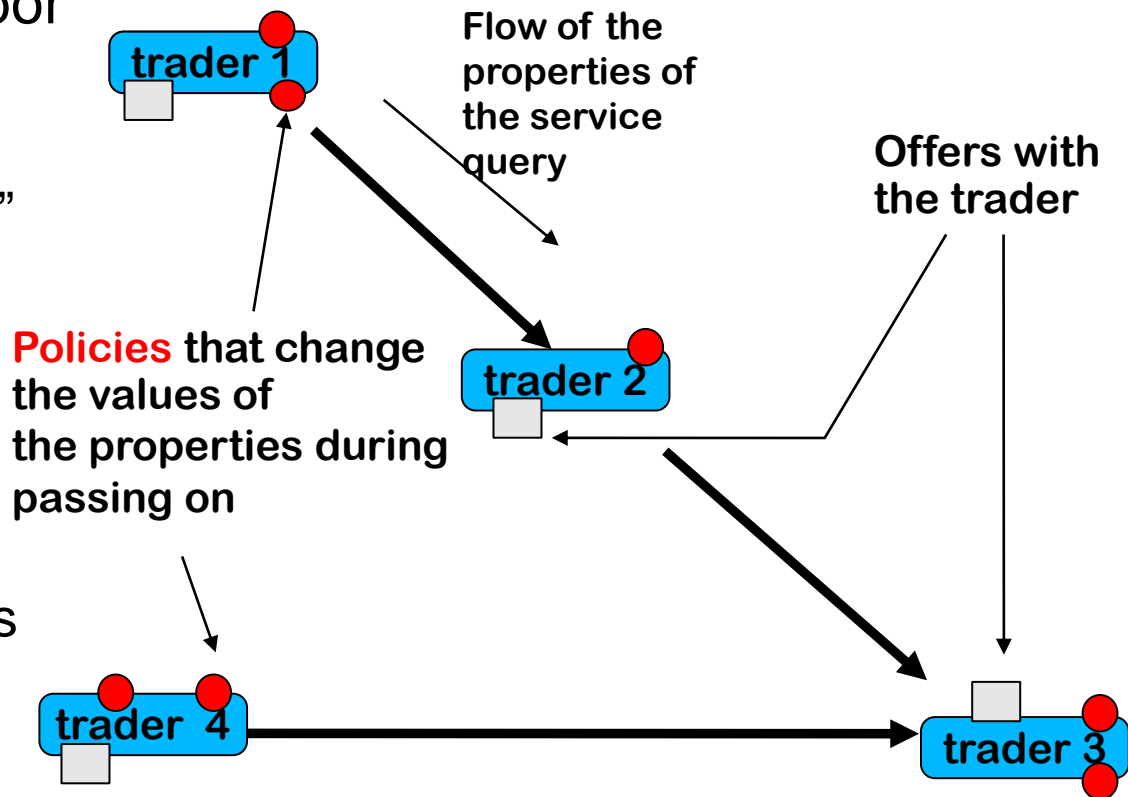 oor
trader 1
Flow of the
properties of
the service
query
Offers with
the trader
”
Policies that change
the values of
the properties during
passing on
trader 2
s
trader 4
trader 3